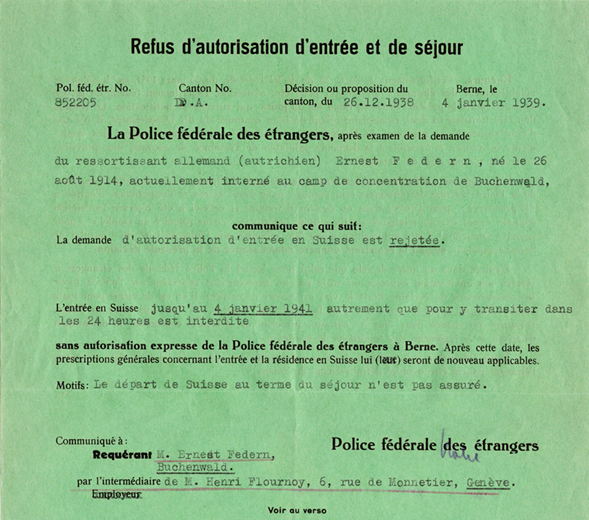 Refus d'autorisation d'entrée et de séjour
Pol. féd. étr. No. Canton No. Décision ou proposition du Berne, le
852205 D.A. canton, du 26.12.1938 4 janvier 1939.
La Police fédérale des étrangers, après examen de la demande
du ressortissant allemand (autrichien) Ernest F e d e r n , né le 26
août 1914, actuellement interné au camp de concentration de Buchenwald,
communique ce qui suit:
La demande d'autorisation d'entrée en Suisse est rejetée.
L'entrée en Suisse jusqu'au 4 janvier 1941 autrement que pour y transiter dans
les 24 heures est interdite
sans autorisation expresse de la Police fédérale des étrangers à Berne. Après cette date, les
prescriptions générales concernant l'entrée et la résidence en Suisse lui (leur) seront de nouveau applicables.
Motifs: Le départ de Suisse au terme du séjour n'est pas assuré.
Communiqué à: Police fédérale des étrangers
Requérant M. Ernest Federn,
Buchenwald.
par l'intermédiaire de M. Henri Flournoy, 6, rue de Monnetier, Genève.
Employeur
Voir au verso